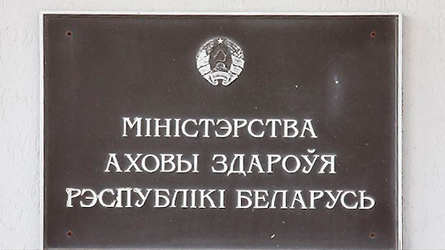 МІНІСТЭРСТВА
АХОВЫ ЗДАРОЎЯ
РЭСПУБЛІКІ БЕЛАРУСЬ